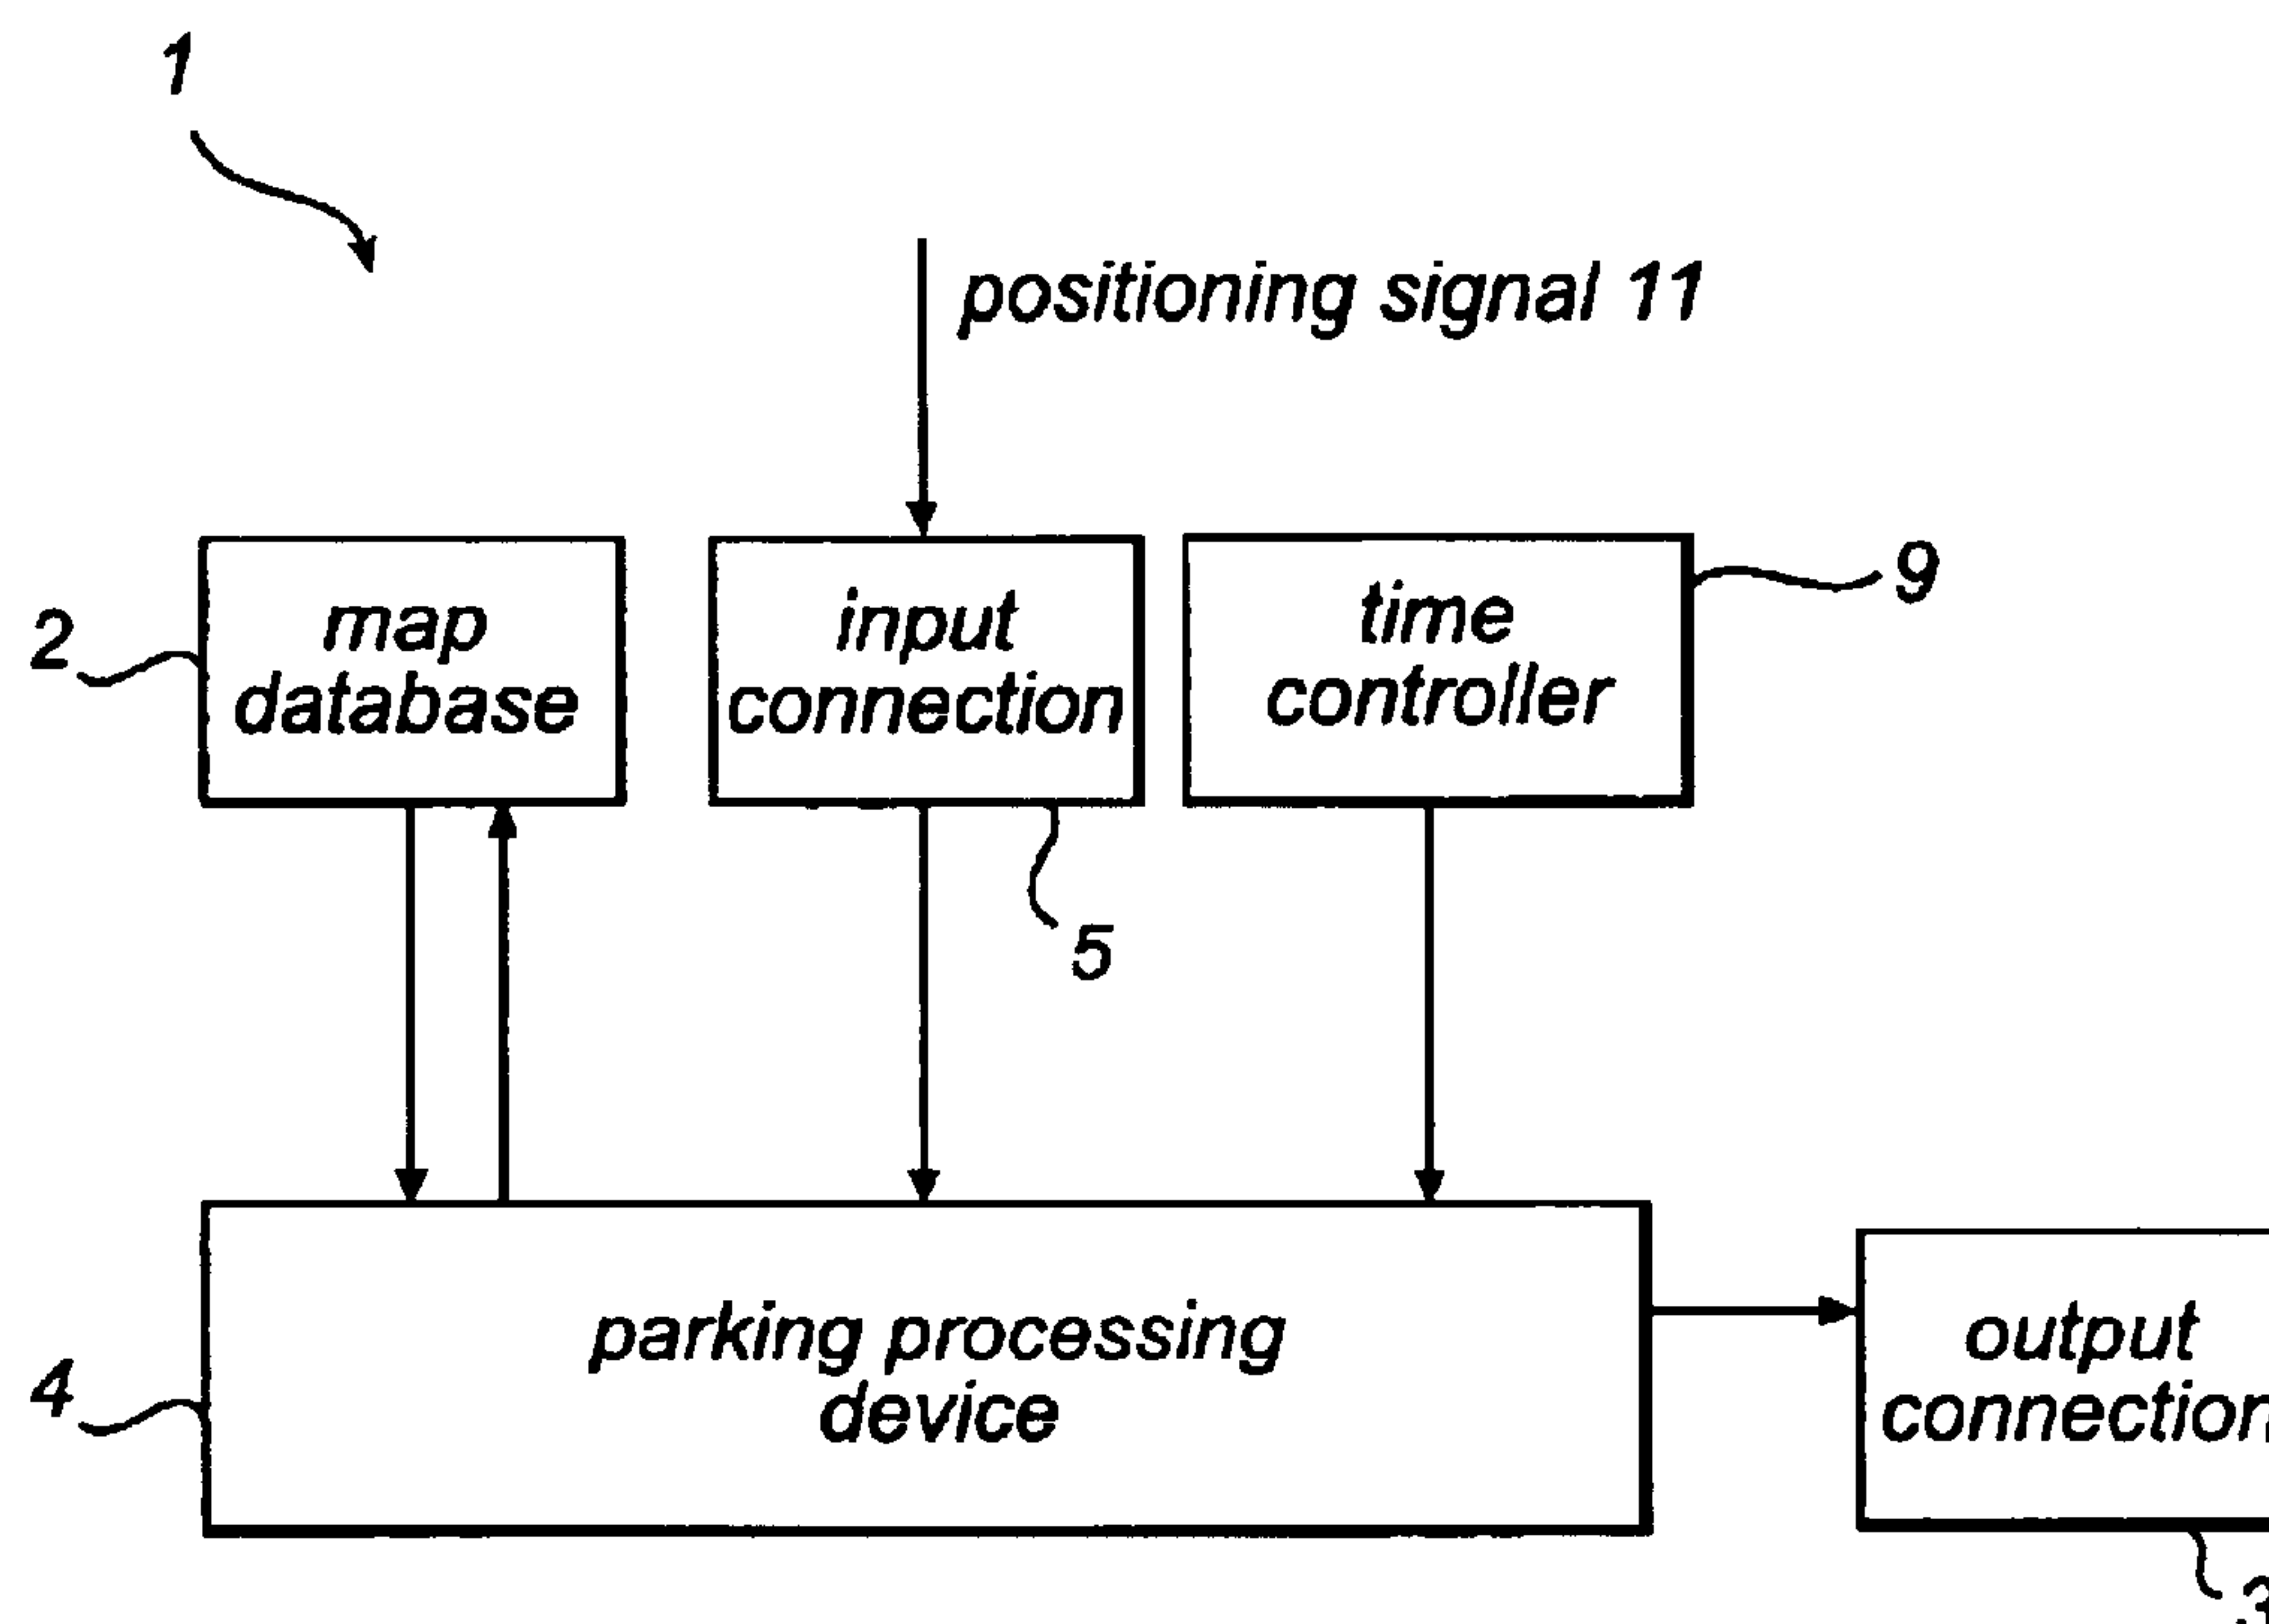 1
positioning signal 11
map
database
input
connection
time
controller
9
2
5
parking processing
device
4
output
connection
3